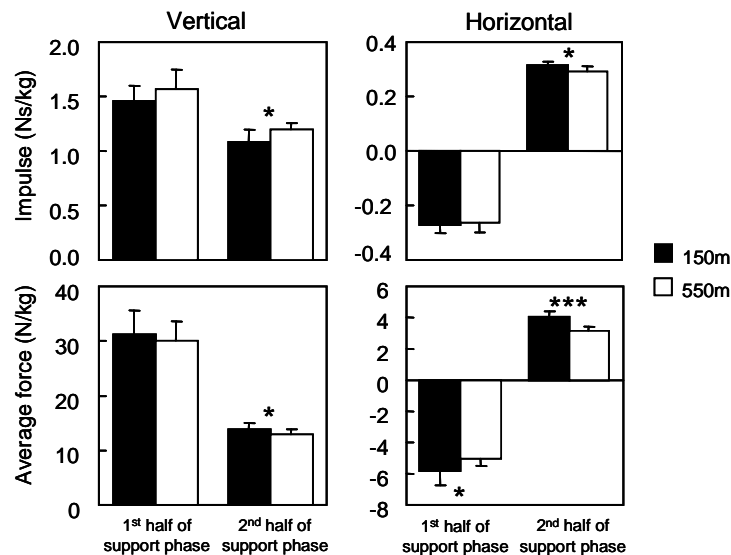 Vertical
Horizontal
Impulse (Ns/kg)
2.0
1.5
1.0
0.5
0.0
*
0.4
0.2
0.0
-0.2
-0.4
*
150m
550m
Average force (N/kg)
40
30
20
10
0
*
6
4
2
0
-2
-4
-6
-8
***
*
1st half of
support phase
2nd half of
support phase
1st half of
support phase
2nd half of
support phase